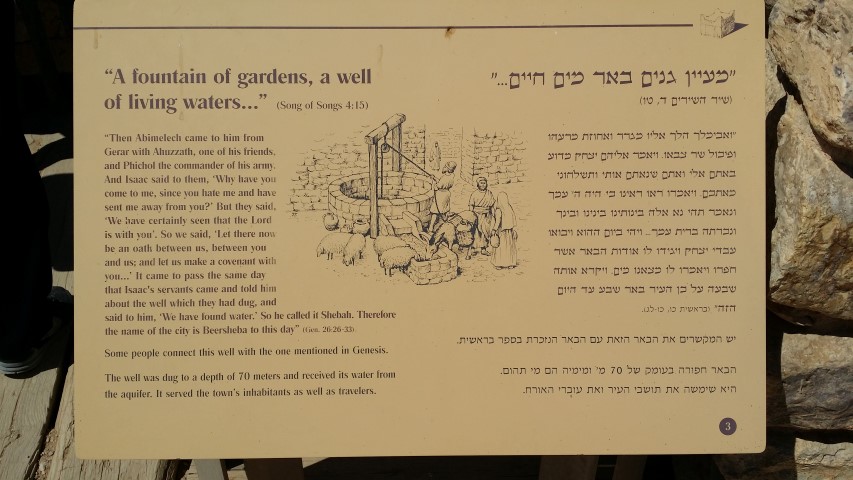 “A fountain of gardens, a well
of living waters...” (Song of Songs 4:15)
“Then Abimelech came to him from
Gerar with Ahuzzath, one of his friends,
and Phichol the commander of his army.
And Isaac said to them, ‘Why have you
come to me, since you hate me and have
sent me away from you?’ But they said,
‘We have certainly seen that the Lord
is with you’. So we said, ‘Let there now
be an oath between us, between you
and us; and let us make a covenant with
you...’ It came to pass the same day
that Isaac's servants came and told him
about the well which they had dug, and
said to him, ‘We have found water.’ So he called it Shebah. Therefore
the name of the city is Beersheba to this day” (Gen. 26:26-33).
Some people connect this well with the one mentioned in Genesis.
The well was dug to a depth of 70 meters and received its water from
the aquifer. It served the town's inhabitants as well as travelers.
"מעיין גנים באר מים חיים..."
(שיר השירים ד, טו)
"ואבימלך הלך אליו מגרר ואחוזת מרעהו
ופיכול שר צבאו. ויאמר אליהם יצחק מדוע
באתם אלי ואתם שנאתם אותי ותשלחוני
מאתכם. ויאמרו ראו ראינו כי היה ה' עמך
ונאמר תהי נא אלה בינותינו בינינו ובינך
ונכרתה ברית עמך... ויהי ביום ההוא ויבואו
עבדי יצחק ויגידו לו אודות הבאר אשר
חפרו ויאמרו לו מצאנו מים. ויקרא אותה
שבעה על כן העיר באר שבע עד היום
הזה" (בראשית כו, כו-לג).
יש המקשרים את הבאר הזאת עם הבאר הנזכרת בספר בראשית.
הבאר חפורה בעומק של 70 מ' ומימיה הם מי תהום.
היא שימשה את תושבי העיר ואת עוברי האורח.
3